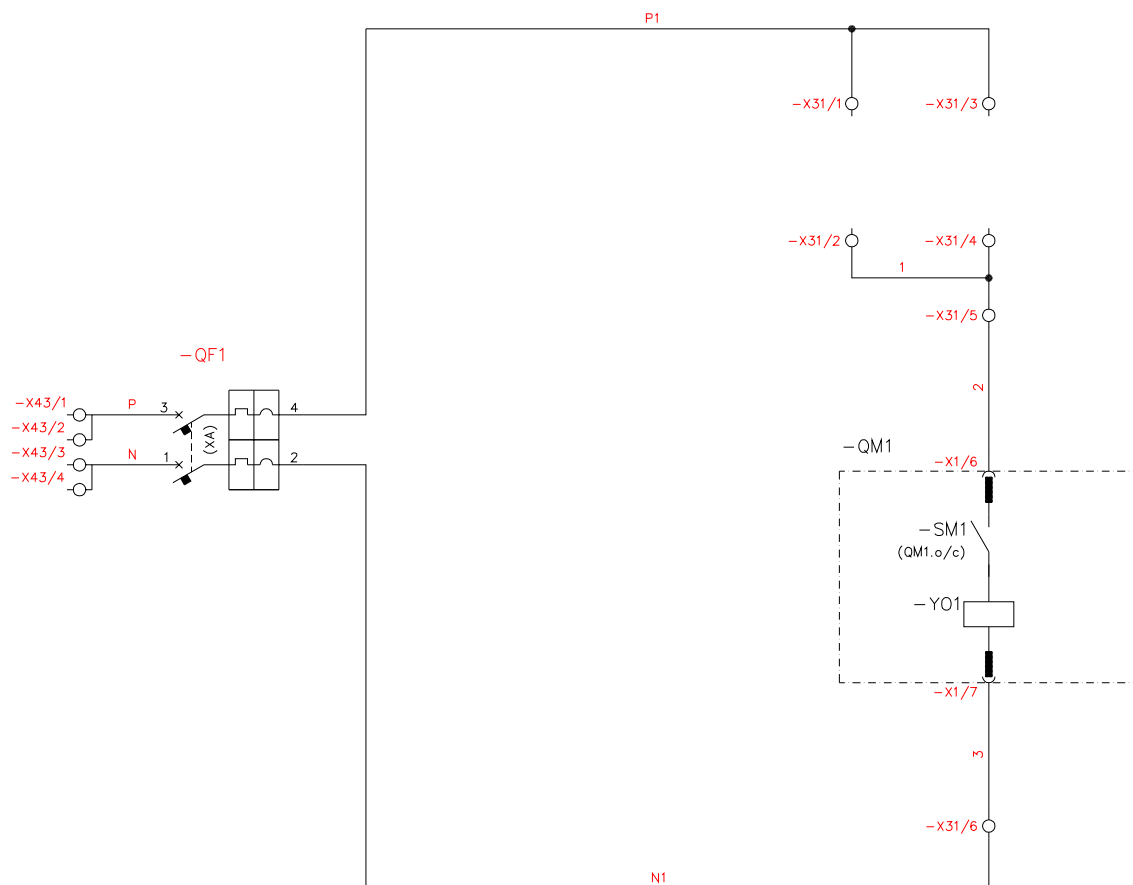 P1
-X31/1
-X31/3
-X31/2
-X31/4
1
-X31/5
-QF1
2
-X43/1
P
3
4
-X43/2
(XA)
-X43/3
N
1
2
-X43/4
-QM1
-X1/6
-SM1
(QM1.o/c)
-YO1
-X1/7
3
-X31/6
N1